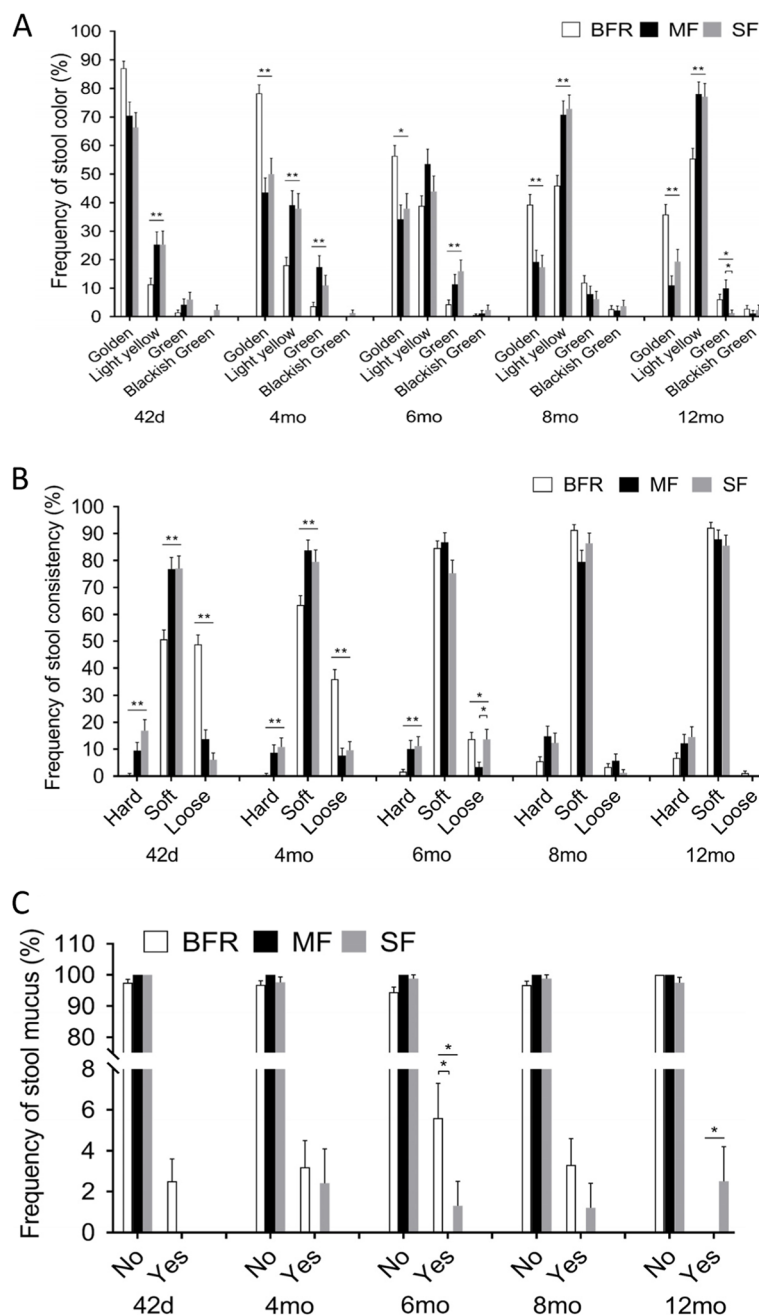 A
BFR MF SF
Frequency of stool color (%)
100
90
80
70
60
50
40
30
20
10
0
** ** ** ** * ** ** ** ** ** * *
Golden Light yellow Green Blackish Green Golden Light yellow Green Blackish Green Golden Light yellow Green Blackish Green Golden Light yellow Green Blackish Green Golden Light yellow Green Blackish Green
42d 4mo 6mo 8mo 12mo
B
BFR MF SF
Frequency of stool consistency (%)
100
90
80
70
60
50
40
30
20
10
0
** ** ** ** ** ** ** * *
Hard Soft Loose Hard Soft Loose Hard Soft Loose Hard Soft Loose Hard Soft Loose
42d 4mo 6mo 8mo 12mo
C
BFR MF SF
Frequency of stool mucus (%)
110
100
90
80
8
6
4
2
0
* * *
No Yes No Yes No Yes No Yes No Yes
42d 4mo 6mo 8mo 12mo